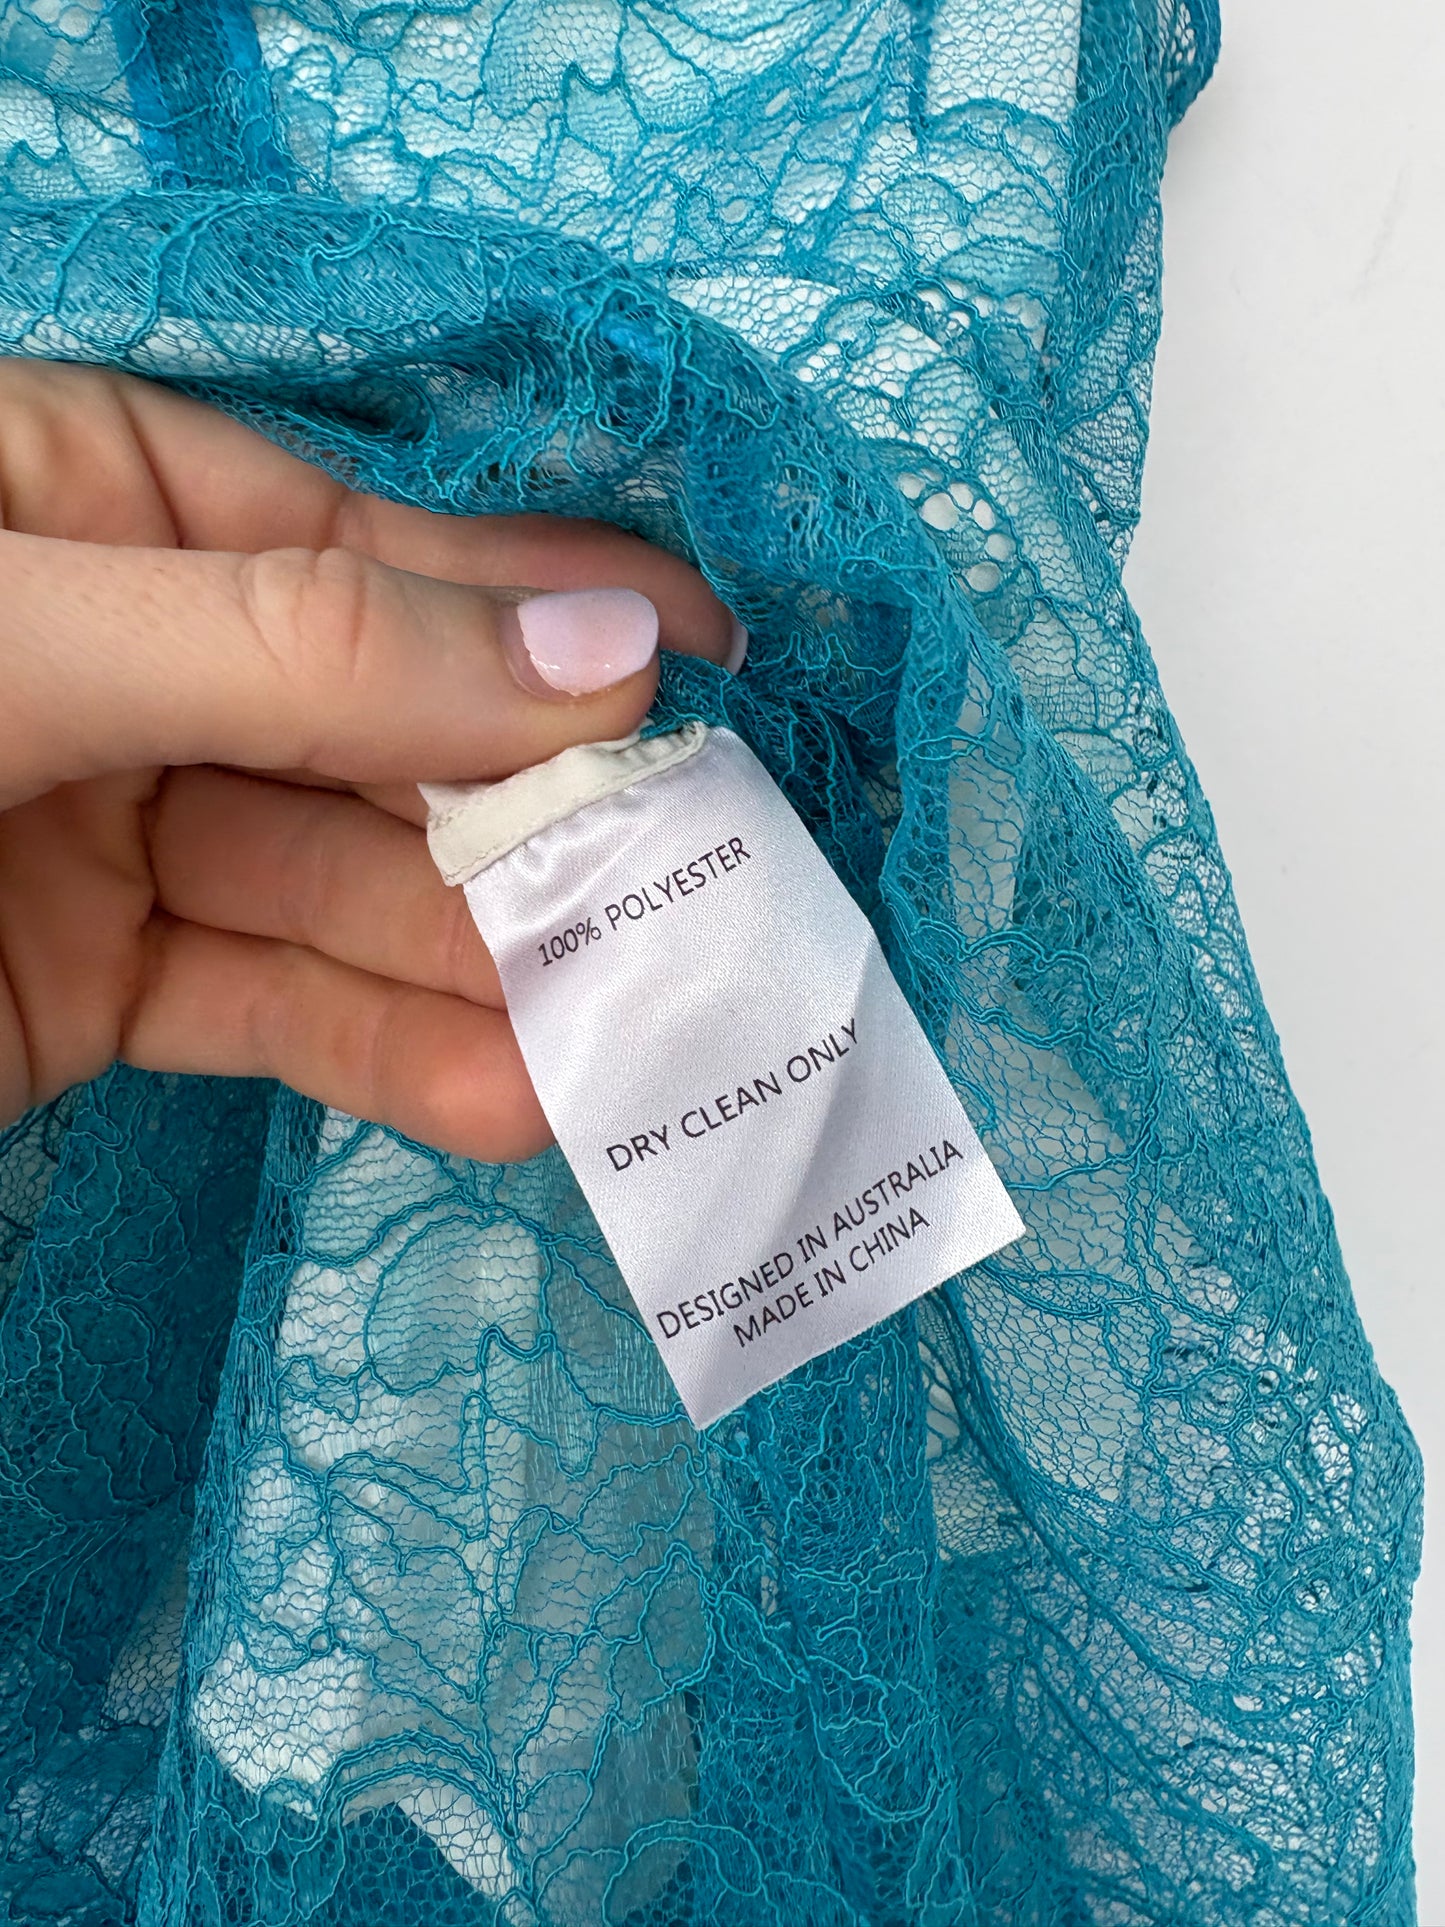 100% POLYESTER
DRY CLEAN ONLY
DESIGNED IN AUSTRALIA
MADE IN CHINA